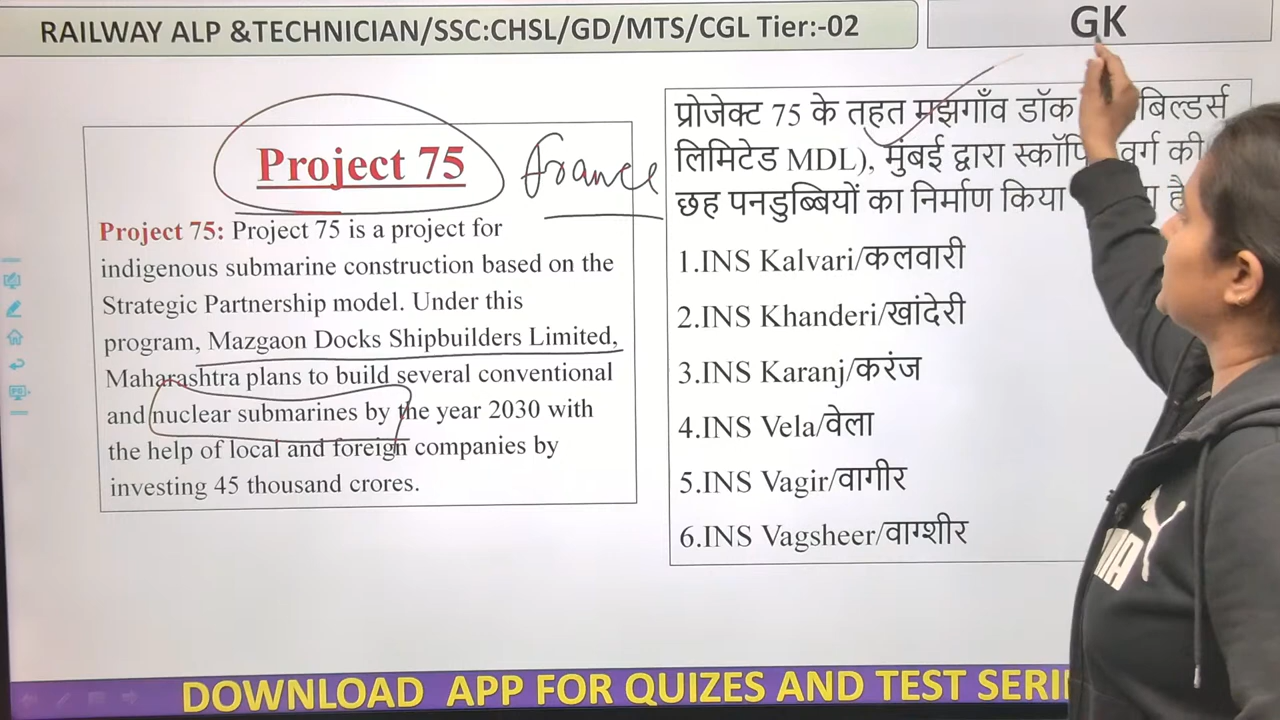 RAILWAY ALP &TECHNICIAN/SSC:CHSL/GD/MTS/CGL Tier:-02
GK
Project 75
france
Project 75: Project 75 is a project for
indigenous submarine construction based on the
Strategic Partnership model. Under this
program, Mazgaon Docks Shipbuilders Limited,
Maharashtra plans to build several conventional
and nuclear submarines by the year 2030 with
the help of local and foreign companies by
investing 45 thousand crores.
प्रोजेक्ट 75 के तहत मझगाँव डॉक बिल्डर्स
लिमिटेड MDL), मुंबई द्वारा स्कॉर्पि वर्ग की
छह पनडुब्बियों का निर्माण किया है
1.INS Kalvari/कलवारी
2.INS Khanderi/खांदेरी
3.INS Karanj/करंज
4.INS Vela/वेला
5.INS Vagir/वागीर
6.INS Vagsheer/वाग्शीर
DOWNLOAD APP FOR QUIZES AND TEST SERI